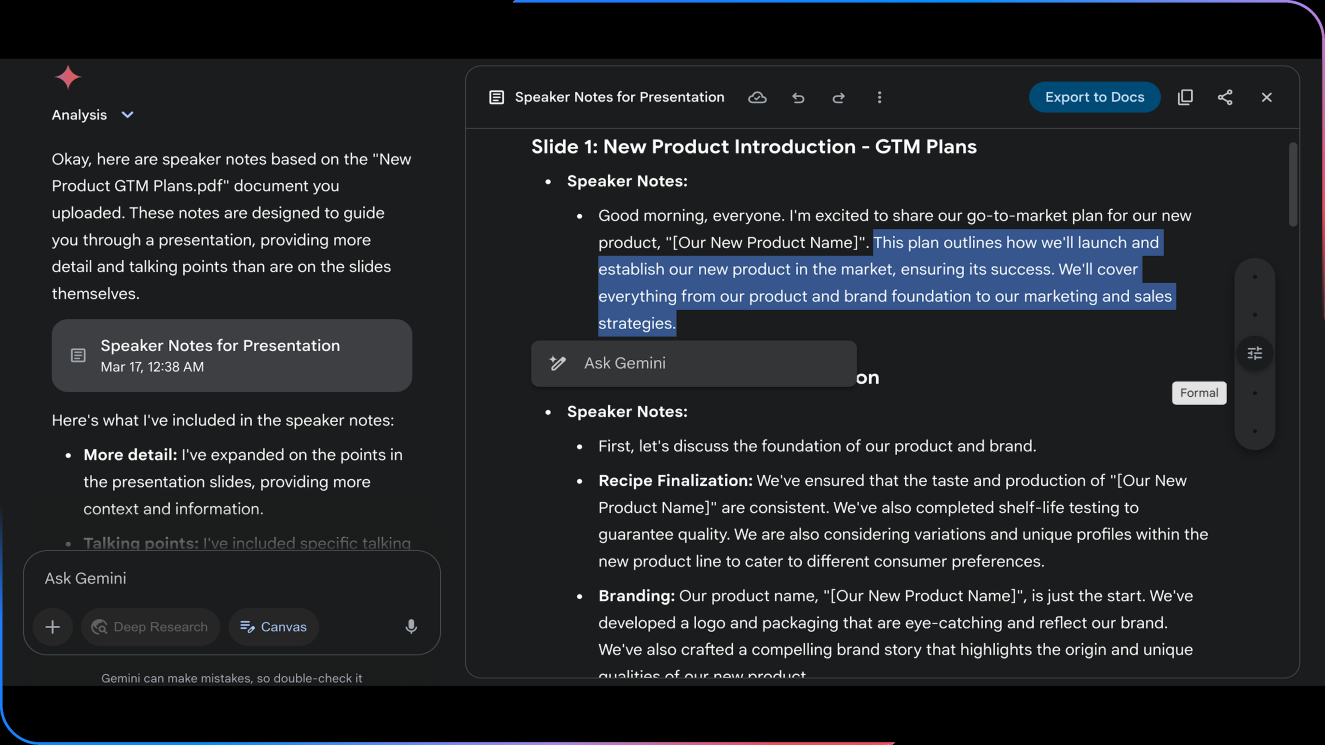 Analysis
Okay, here are speaker notes based on the "New
Product GTM Plans.pdf" document you
uploaded. These notes are designed to guide
you through a presentation, providing more
detail and talking points than are on the slides
themselves.
Speaker Notes for Presentation
Mar 17, 12:38 AM
Here's what I've included in the speaker notes:
• More detail: I've expanded on the points in
the presentation slides, providing more
context and information.
• Talking points: I've included specific talking
Ask Gemini
Deep Research
Canvas
Gemini can make mistakes, so double-check it
Speaker Notes for Presentation
Export to Docs
Slide 1: New Product Introduction - GTM Plans
• Speaker Notes:
• Good morning, everyone. I'm excited to share our go-to-market plan for our new
product, "[Our New Product Name]". This plan outlines how we'll launch and
establish our new product in the market, ensuring its success. We'll cover
everything from our product and brand foundation to our marketing and sales
strategies.
Ask Gemini
on
Formal
• Speaker Notes:
• First, let's discuss the foundation of our product and brand.
• Recipe Finalization: We've ensured that the taste and production of "[Our New
Product Name]" are consistent. We've also completed shelf-life testing to
guarantee quality. We are also considering variations and unique profiles within the
new product line to cater to different consumer preferences.
• Branding: Our product name, "[Our New Product Name]", is just the start. We've
developed a logo and packaging that are eye-catching and reflect our brand.
We've also crafted a compelling brand story that highlights the origin and unique
qualities of our new product.